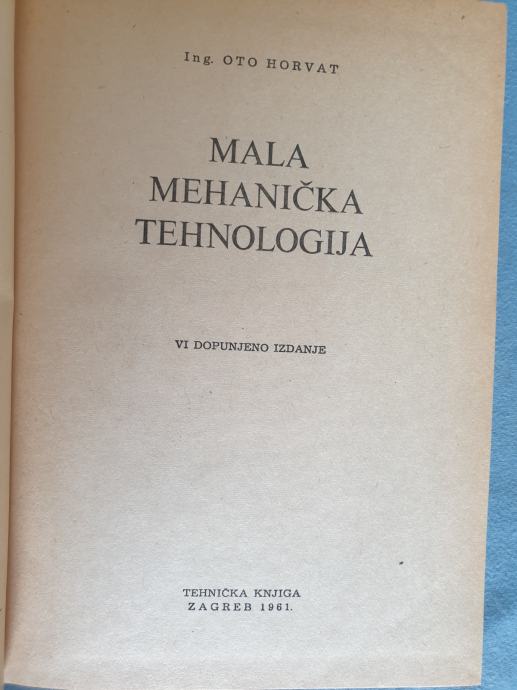 Ing. OTO HORVAT
MALA
MEHANIČKA
TEHNOLOGIJA
VI DOPUNJENO IZDANJE
TEHNIČKA KNJIGA
ZAGREB 1961.